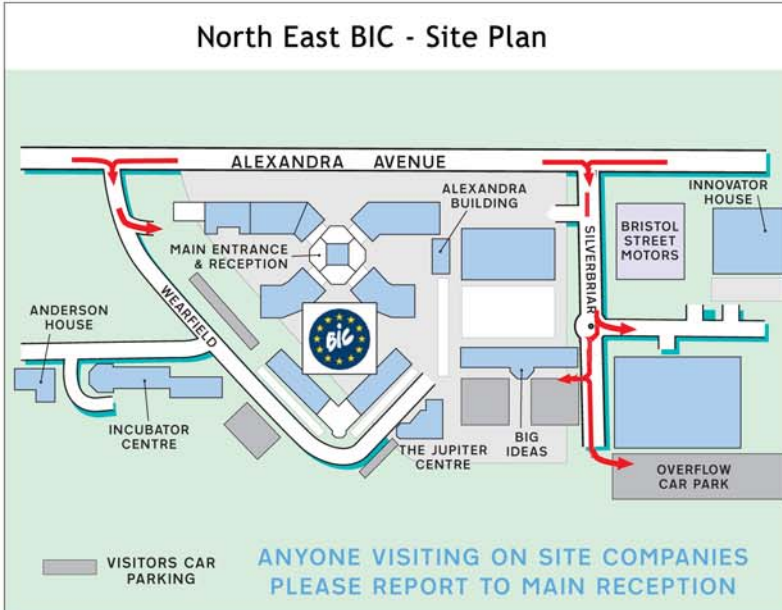 North East BIC - Site Plan
ALEXANDRA AVENUE
ALEXANDRA
BUILDING
INNOVATOR
HOUSE
BRISTOL
STREET
MOTORS
MAIN ENTRANCE
& RECEPTION
SILVERBRIAR
WEARFIELD
ANDERSON
HOUSE
BIC
INCUBATOR
CENTRE
THE JUPITER
CENTRE
BIG
IDEAS
OVERFLOW
CAR PARK
VISITORS CAR
PARKING
ANYONE VISITING ON SITE COMPANIES
PLEASE REPORT TO MAIN RECEPTION